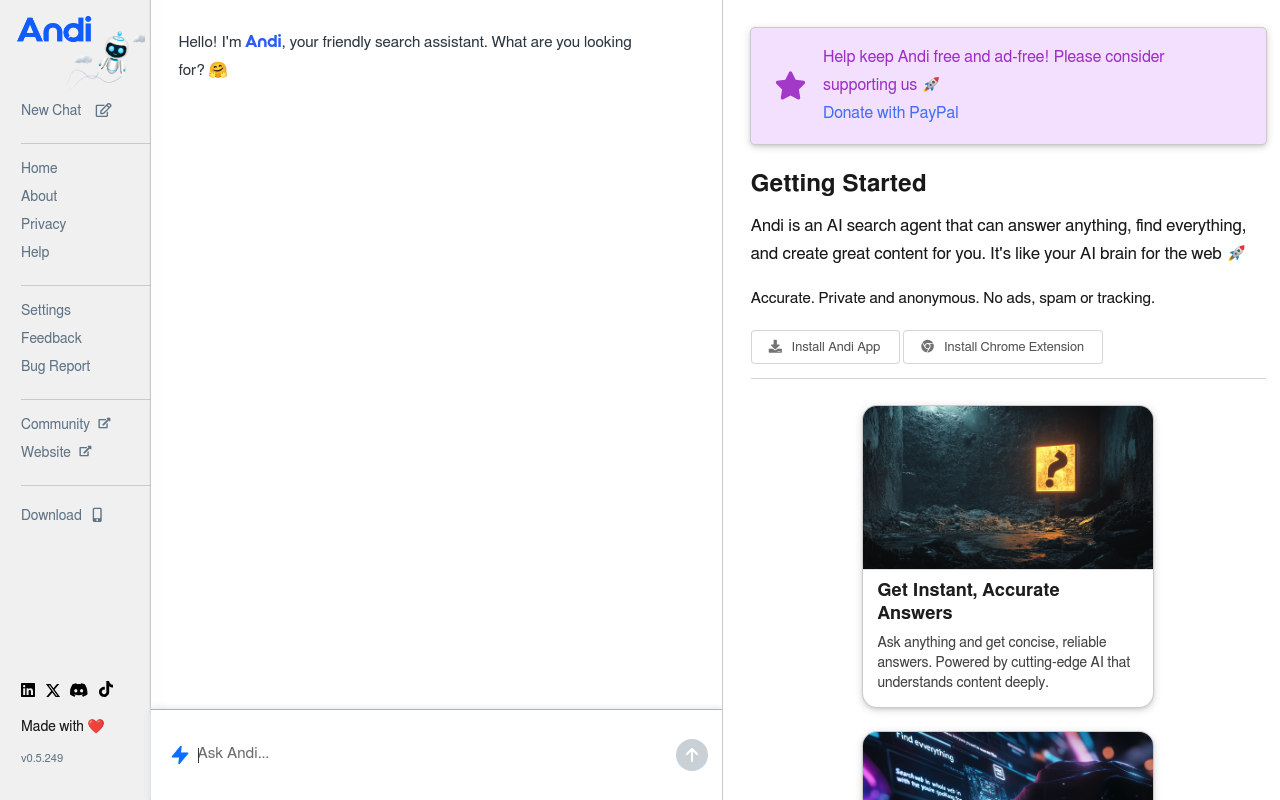 Andi
New Chat
Home
About
Privacy
Help
Settings
Feedback
Bug Report
Community
Website
Download
Made with ❤️
v0.5.249
Hello! I'm Andi, your friendly search assistant. What are you looking
for? 🤗
Ask Andi...
Help keep Andi free and ad-free! Please consider
supporting us 🚀
Donate with PayPal
Getting Started
Andi is an AI search agent that can answer anything, find everything,
and create great content for you. It's like your AI brain for the web 🚀
Accurate. Private and anonymous. No ads, spam or tracking.
Install Andi App
Install Chrome Extension
?
Get Instant, Accurate
Answers
Ask anything and get concise, reliable
answers. Powered by cutting-edge AI that
understands content deeply.